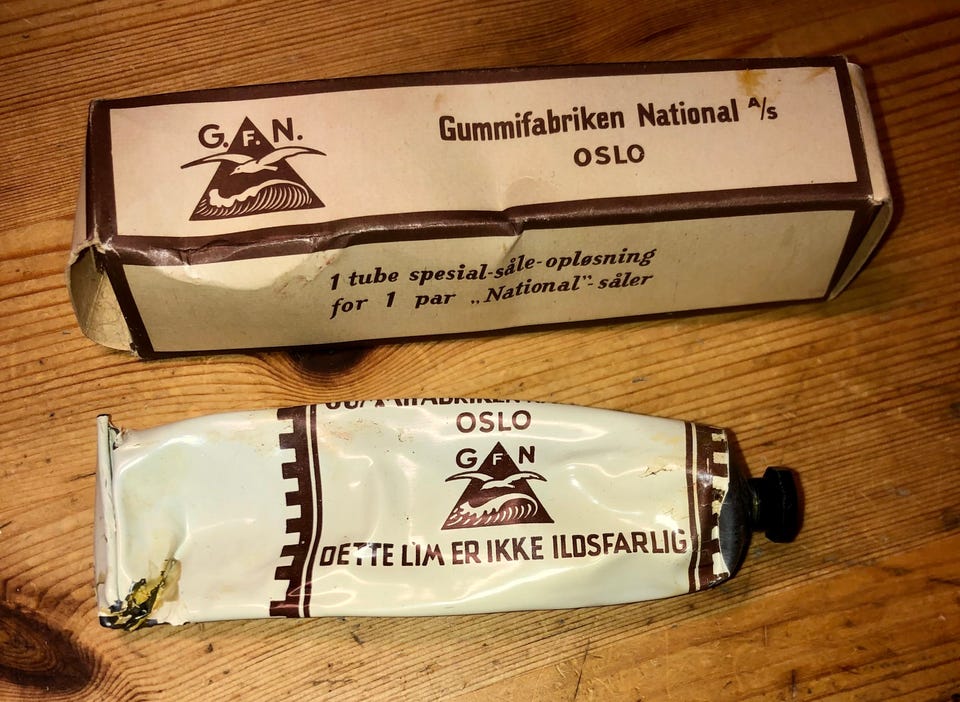 G. F. N.
Gummifabriken National A/s
OSLO
1 tube spesial-såle-opløsning
for 1 par „National"-såler
OSLO
G F N
DETTE LIM ER IKKE ILDSFARLIG